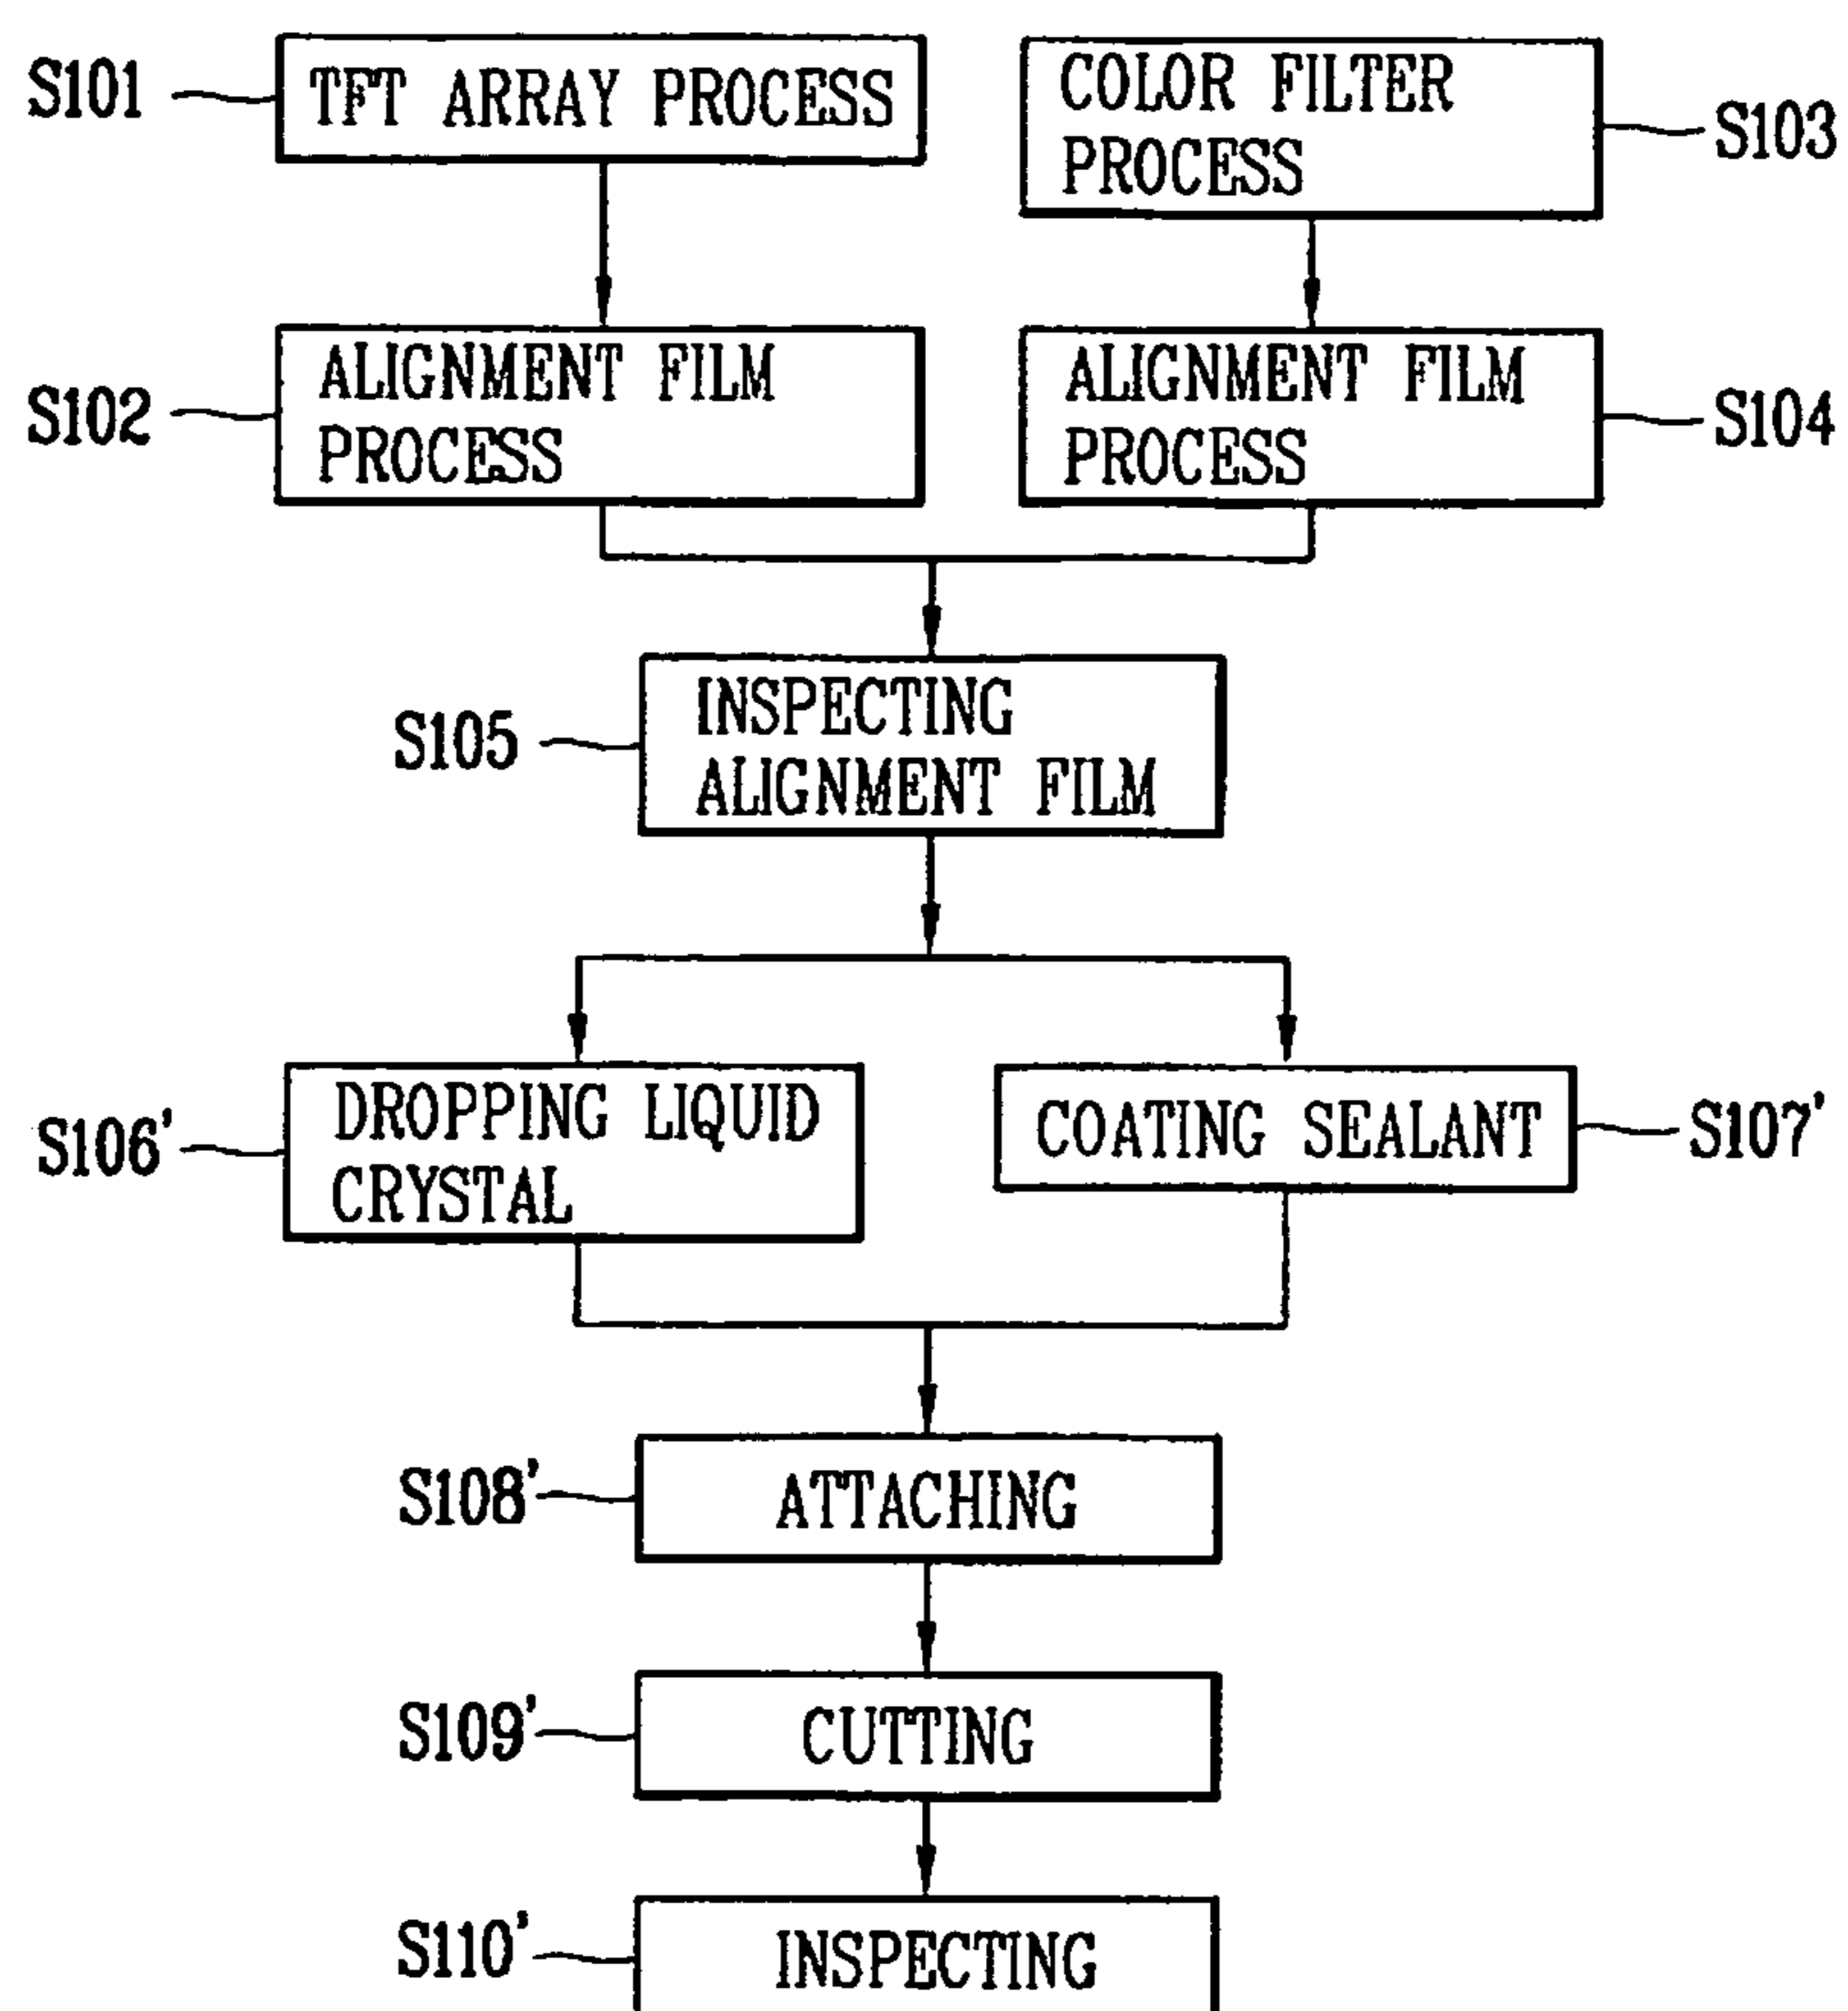 S101
TFT ARRAY PROCESS
COLOR FILTER
PROCESS
S103
S102
ALIGNMENT FILM
PROCESS
ALIGNMENT FILM
PROCESS
S104
S105
INSPECTING
ALIGNMENT FILM
S106'
DROPPING LIQUID
CRYSTAL
COATING SEALANT
S107'
S108'
ATTACHING
S109'
CUTTING
S110'
INSPECTING